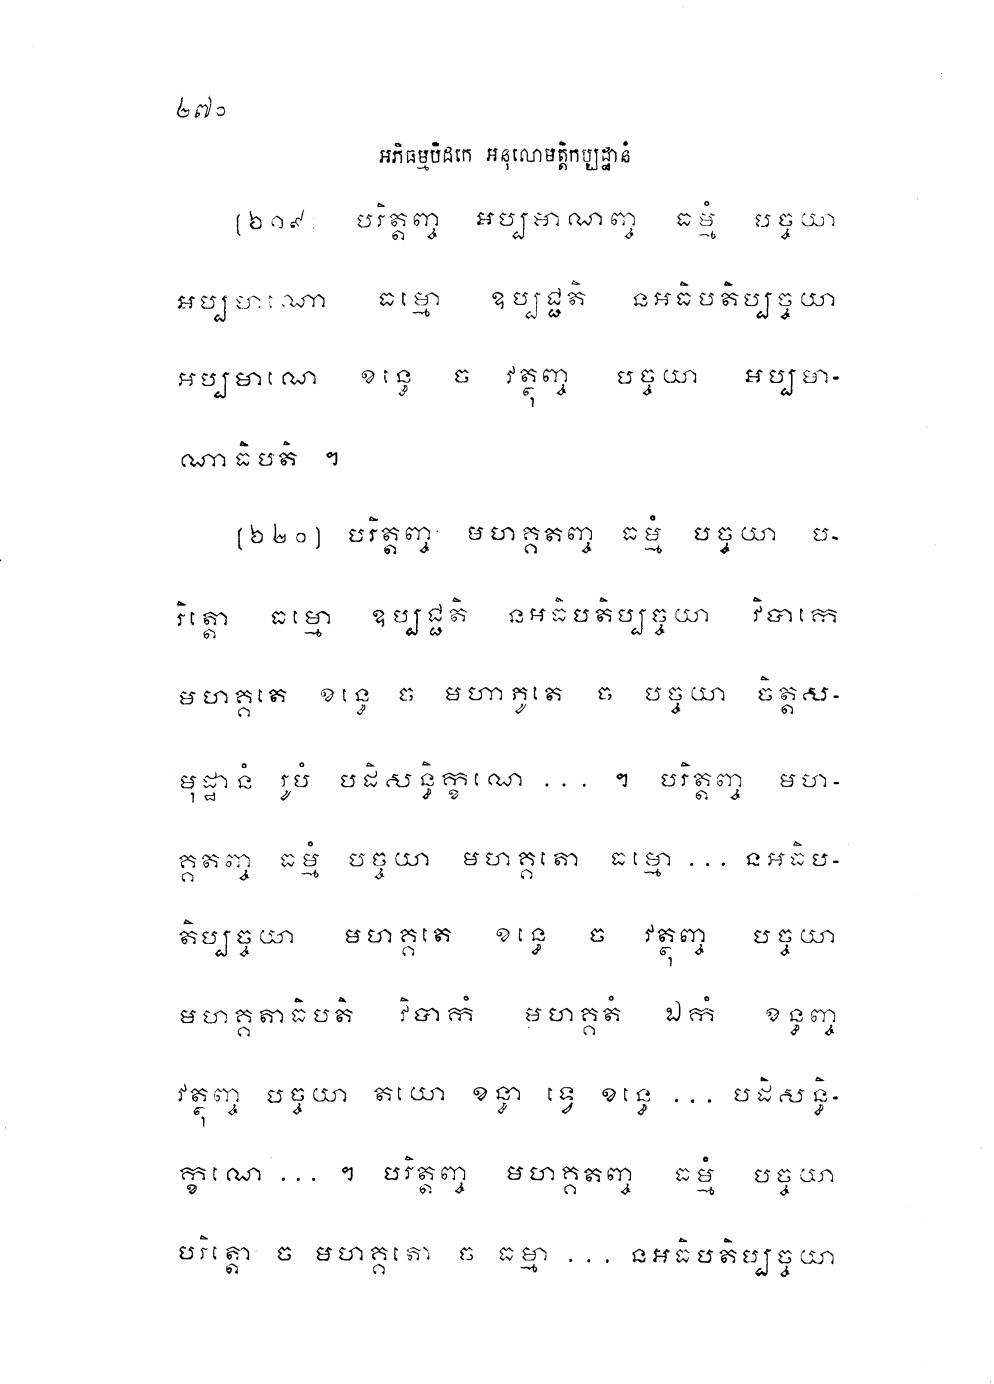 ២៧០
អភិធម្មបិដកេ អនុលោមត្តិកប្បដ្ឋានំ
[៦១៩] បរិត្តញ្ច អប្បមាណញ្ច ធម្មំ បច្ចយា
អប្បមាណោ ធម្មោ ឧប្បជ្ជតិ នអធិបតិប្បច្ចយា
អប្បមាណេ ខន្ធេ ច វត្ថុញ្ច បច្ចយា អប្បមា-
ណាធិបតិ ។
[៦២០] បរិត្តញ្ច មហគ្គតញ្ច ធម្មំ បច្ចយា ប-
រិត្តោ ធម្មោ ឧប្បជ្ជតិ នអធិបតិប្បច្ចយា វិបាកេ
មហគ្គតេ ខន្ធេ ច មហាភូតេ ច បច្ចយា ចិត្តស-
មុដ្ឋានំ រូបំ បដិសន្ធិក្ខណេ ... ។ បរិត្តញ្ច មហ-
គ្គតញ្ច ធម្មំ បច្ចយា មហគ្គតោ ធម្មោ ... នអធិប-
តិប្បច្ចយា មហគ្គតេ ខន្ធេ ច វត្ថុញ្ច បច្ចយា
មហគ្គតាធិបតិ វិបាកំ មហគ្គតំ ឯកំ ខន្ធញ្ច
វត្ថុញ្ច បច្ចយា តយោ ខន្ធា ទ្វេ ខន្ធេ ... បដិសន្ធិ-
ក្ខណេ ... ។ បរិត្តញ្ច មហគ្គតញ្ច ធម្មំ បច្ចយា
បរិត្តោ ច មហគ្គតោ ច ធម្មា ... នអធិបតិប្បច្ចយា